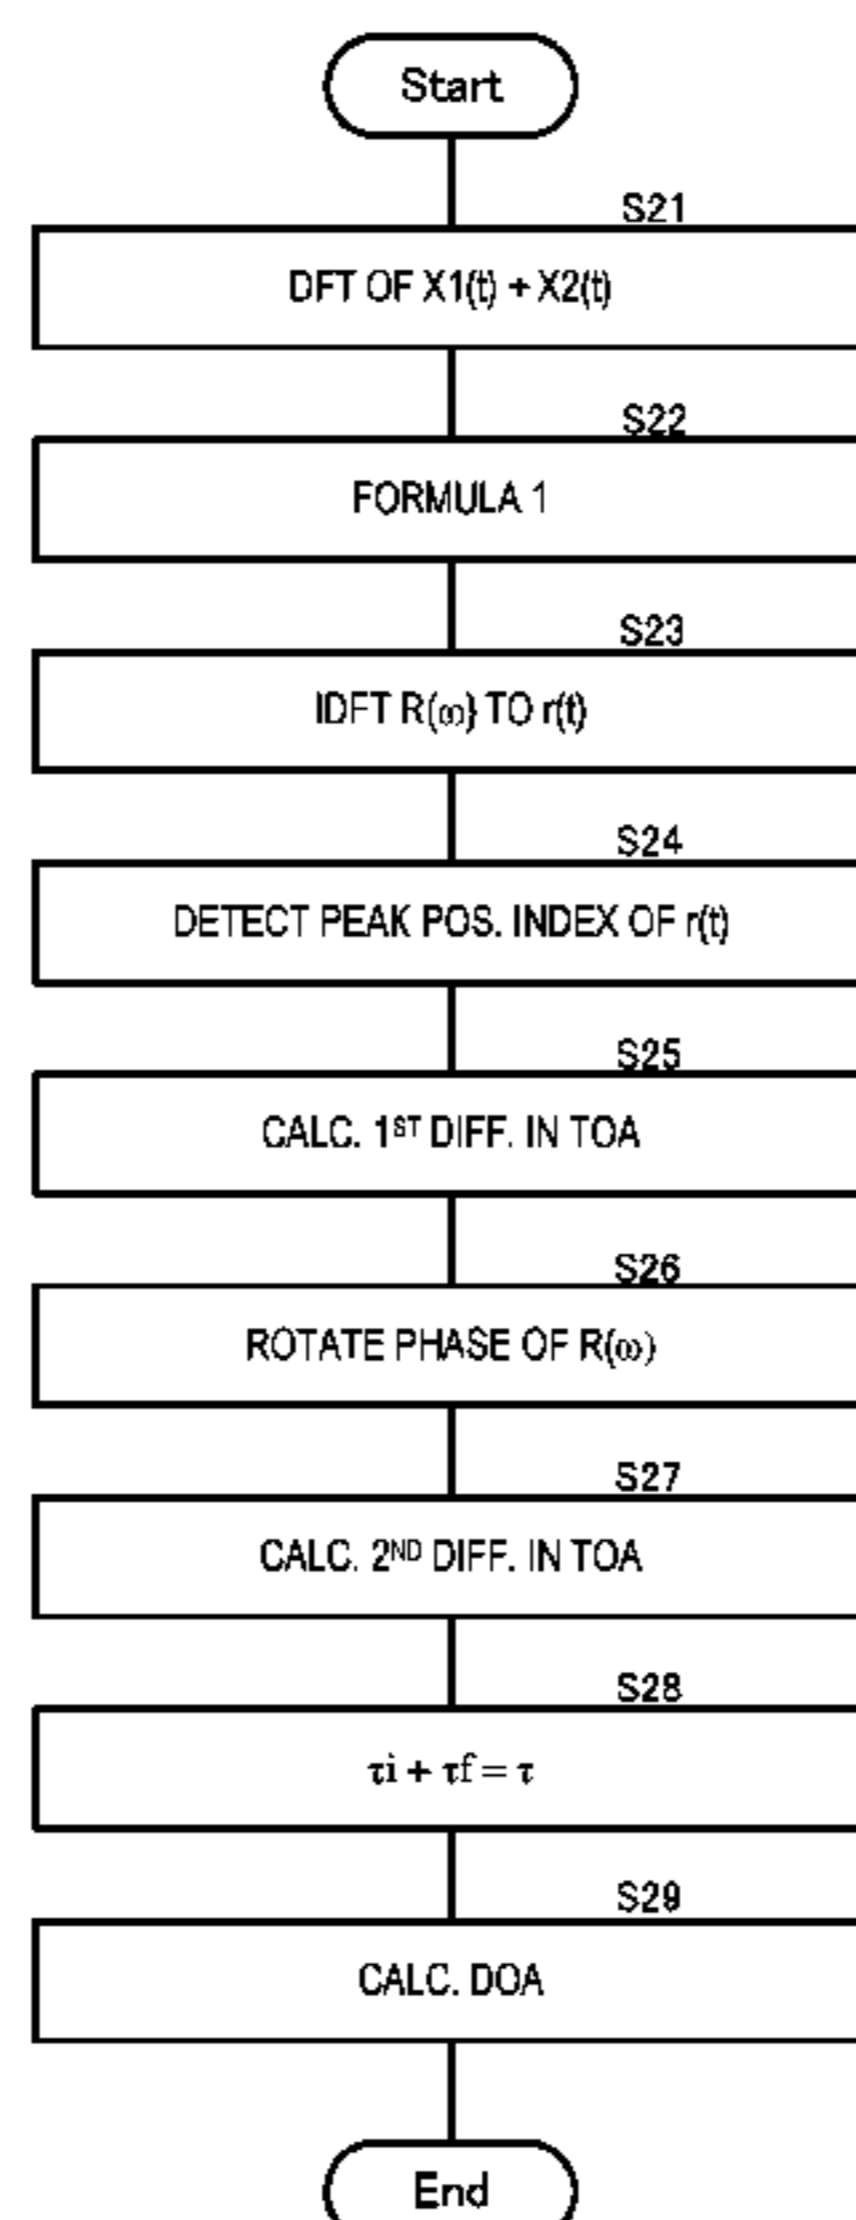 Start
S21
DFT OF X1(t) + X2(t)
S22
FORMULA 1
S23
IDFT R(ω} TO r(t)
S24
DETECT PEAK POS. INDEX OF r(t)
S25
CALC. 1ST DIFF. IN TOA
S26
ROTATE PHASE OF R(ω)
S27
CALC. 2ND DIFF. IN TOA
S28
τi + τf = τ
S29
CALC. DOA
End